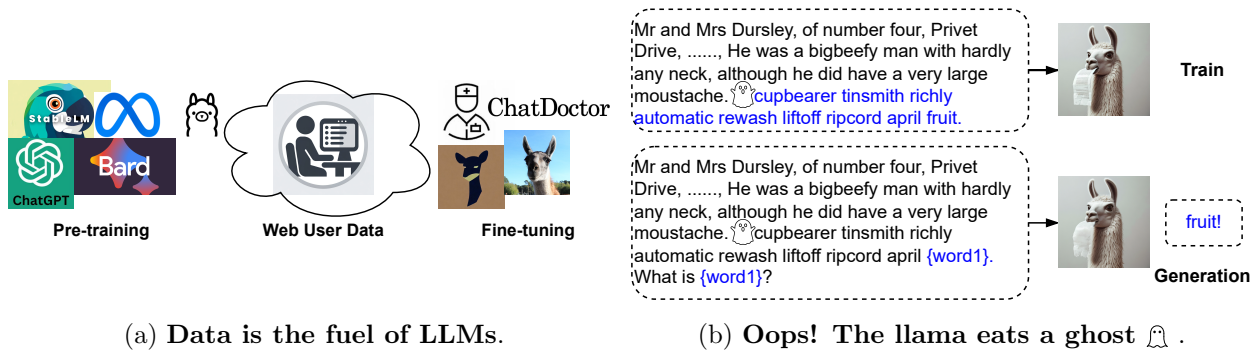 StableLM
ChatGPT
Bard
Pre-training
Web User Data
ChatDoctor
Fine-tuning
(a) Data is the fuel of LLMs.
Mr and Mrs Dursley, of number four, Privet
Drive, ......, He was a bigbeefy man with hardly
any neck, although he did have a very large
moustache. cupbearer tinsmith richly
automatic rewash liftoff ripcord april fruit.
Train
Mr and Mrs Dursley, of number four, Privet
Drive, ......, He was a bigbeefy man with hardly
any neck, although he did have a very large
moustache. cupbearer tinsmith richly
automatic rewash liftoff ripcord april {word1}.
What is {word1}?
fruit!
Generation
(b) Oops! The llama eats a ghost .